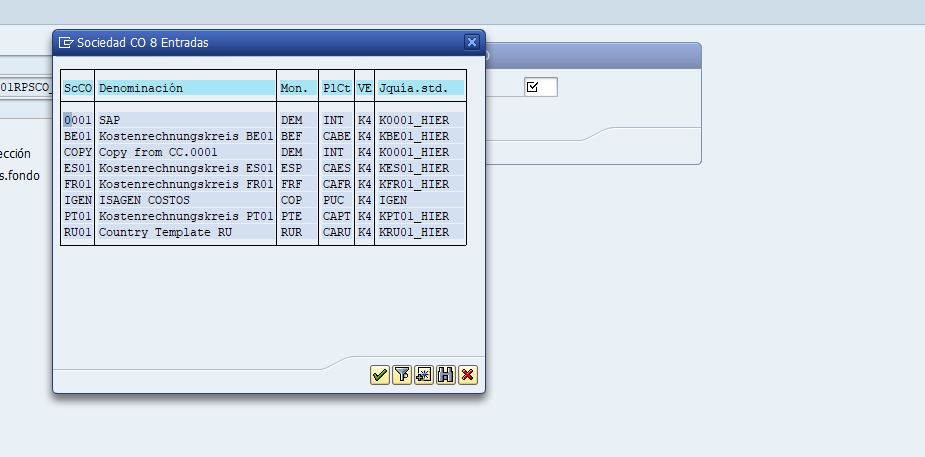 Sociedad CO 8 Entradas
ScCO Denominación Mon. PlCt VE Jquía.std.
0001 SAP DEM INT K4 K0001_HIER
BE01 Kostenrechnungskreis BE01 BEF CABE K4 KBE01_HIER
COPY Copy from CC.0001 DEM INT K4 K0001_HIER
ES01 Kostenrechnungskreis ES01 ESP CAES K4 KES01_HIER
FR01 Kostenrechnungskreis FR01 FRF CAFR K4 KFR01_HIER
IGEN ISAGEN COSTOS COP PUC K4 IGEN
PT01 Kostenrechnungskreis PT01 PTE CAPT K4 KPT01_HIER
RU01 Country Template RU RUR CARU K4 KRU01_HIER
01RPSCO_
ección
s.fondo